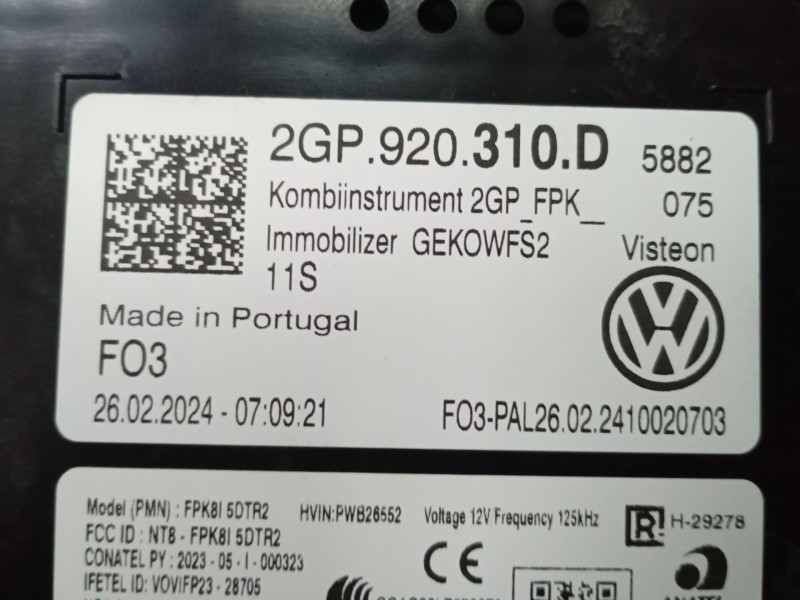 2GP.920.310.D 5882
Kombiinstrument 2GP_FPK__ 075
Immobilizer GEKOWFS2 Visteon
11S
Made in Portugal
FO3
26.02.2024 - 07:09:21 FO3-PAL26.02.2410020703
Model (PMN) : FPK8I 5DTR2 HVIN:PWB26552 Voltage 12V Frequency 125kHz R! H-29278
FCC ID : NT8 - FPK8I 5DTR2
CONATEL PY : 2023 - 05 - I - 000323 CE
IFETEL ID: VOVIFP23 - 28705